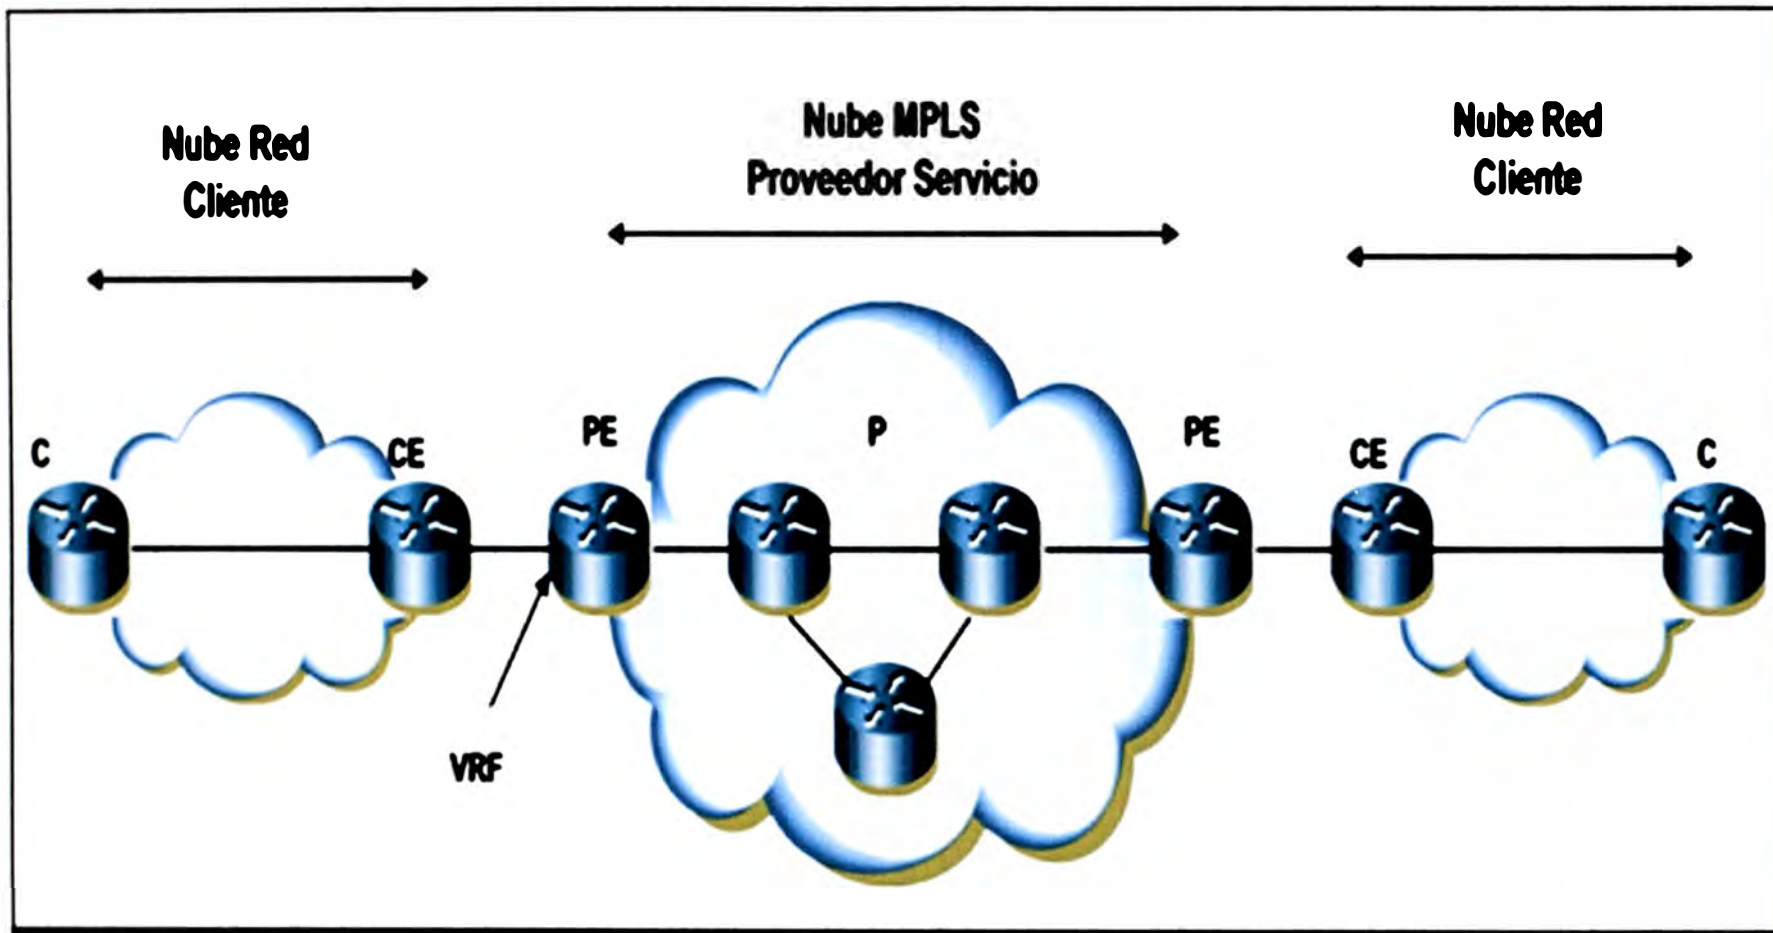 Nube Red
Cliente
Nube MPLS
Proveedor Servicio
Nube Red
Cliente
C
CE
PE
P
PE
CE
C
VRF